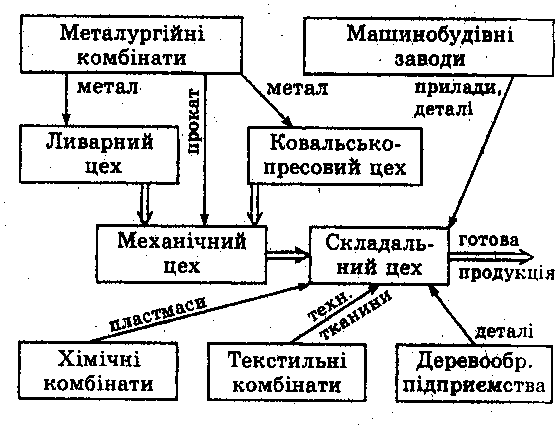 Металургійні
комбінати
Машинобудівні
заводи
метал
прокат
метал
прилади,
деталі
Ливарний
цех
Ковальсько-
пресовий цех
Механічний
цех
Складаль-
ний цех
готова
продукція
пластмаси
техн.
тканини
деталі
Хімічні
комбінати
Текстильні
комбінати
Деревообр.
підприємства